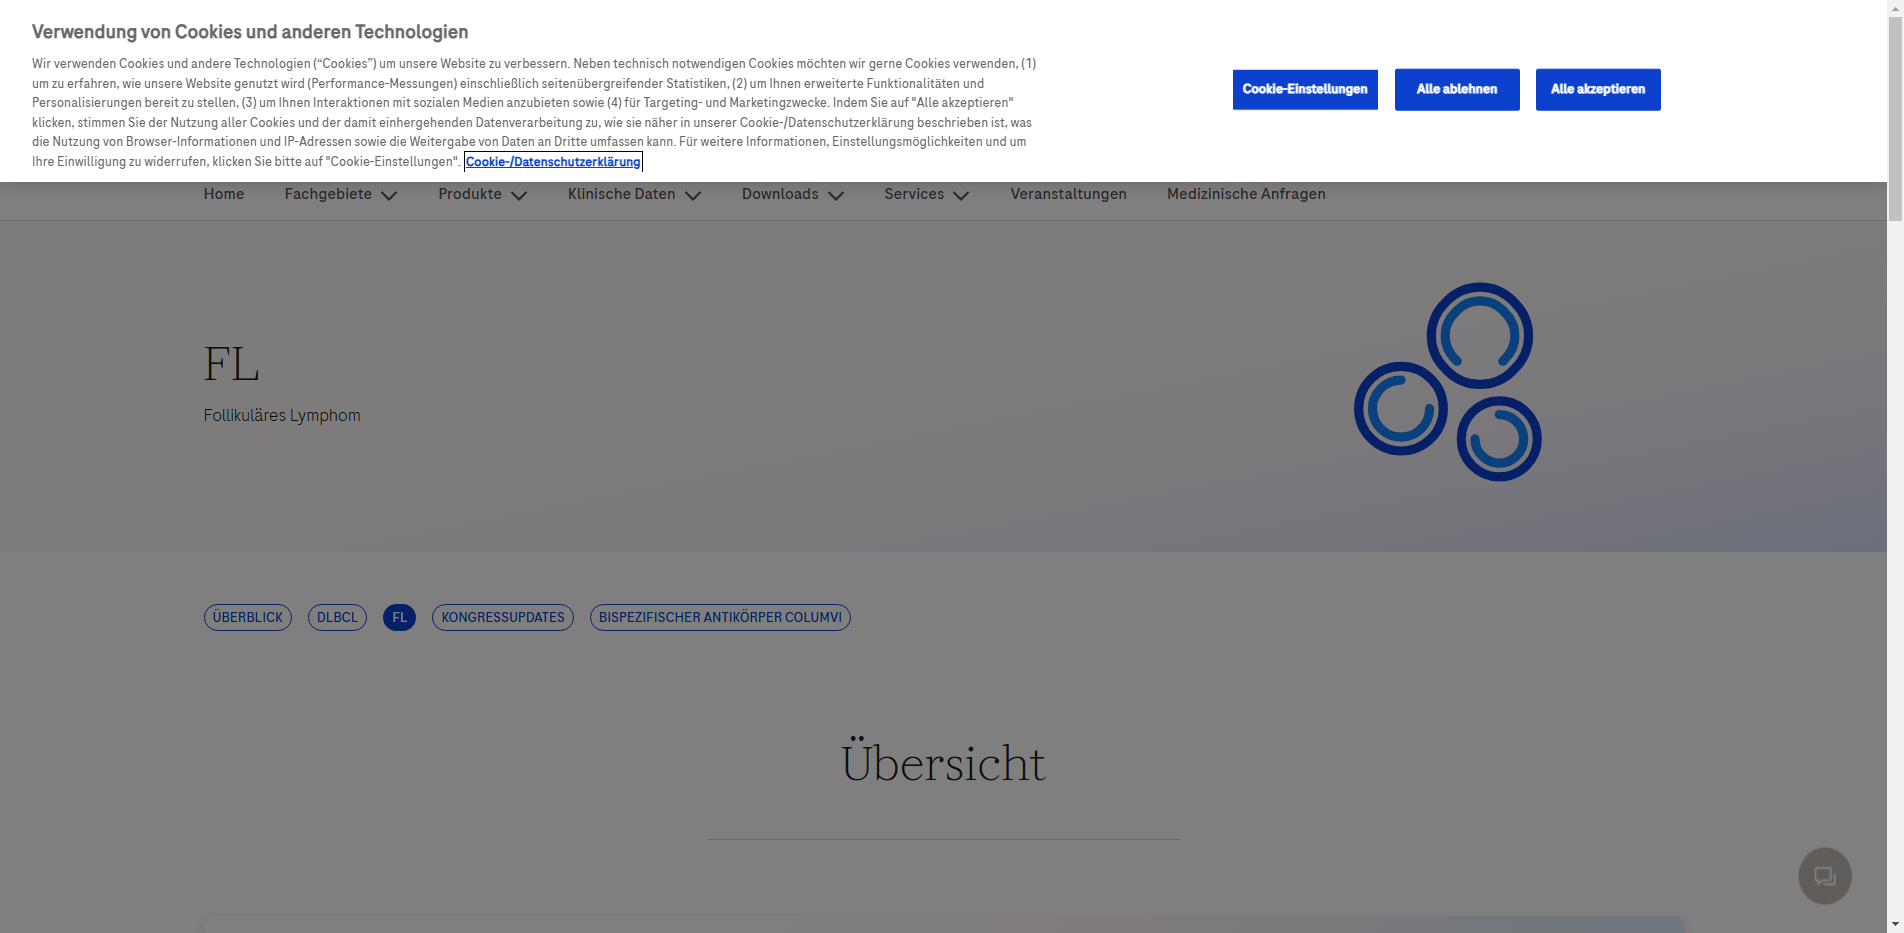 Verwendung von Cookies und anderen Technologien
Wir verwenden Cookies und andere Technologien (“Cookies”) um unsere Website zu verbessern. Neben technisch notwendigen Cookies möchten wir gerne Cookies verwenden, (1)
um zu erfahren, wie unsere Website genutzt wird (Performance-Messungen) einschließlich seitenübergreifender Statistiken, (2) um Ihnen erweiterte Funktionalitäten und
Personalisierungen bereit zu stellen, (3) um Ihnen Interaktionen mit sozialen Medien anzubieten sowie (4) für Targeting- und Marketingzwecke. Indem Sie auf "Alle akzeptieren"
klicken, stimmen Sie der Nutzung aller Cookies und der damit einhergehenden Datenverarbeitung zu, wie sie näher in unserer Cookie-/Datenschutzerklärung beschrieben ist, was
die Nutzung von Browser-Informationen und IP-Adressen sowie die Weitergabe von Daten an Dritte umfassen kann. Für weitere Informationen, Einstellungsmöglichkeiten und um
Ihre Einwilligung zu widerrufen, klicken Sie bitte auf "Cookie-Einstellungen". Cookie-/Datenschutzerklärung
Cookie-Einstellungen Alle ablehnen Alle akzeptieren
Home Fachgebiete Produkte Klinische Daten Downloads Services Veranstaltungen Medizinische Anfragen
FL
Follikuläres Lymphom
ÜBERBLICK DLBCL FL KONGRESSUPDATES BISPEZIFISCHER ANTIKÖRPER COLUMVI
Übersicht